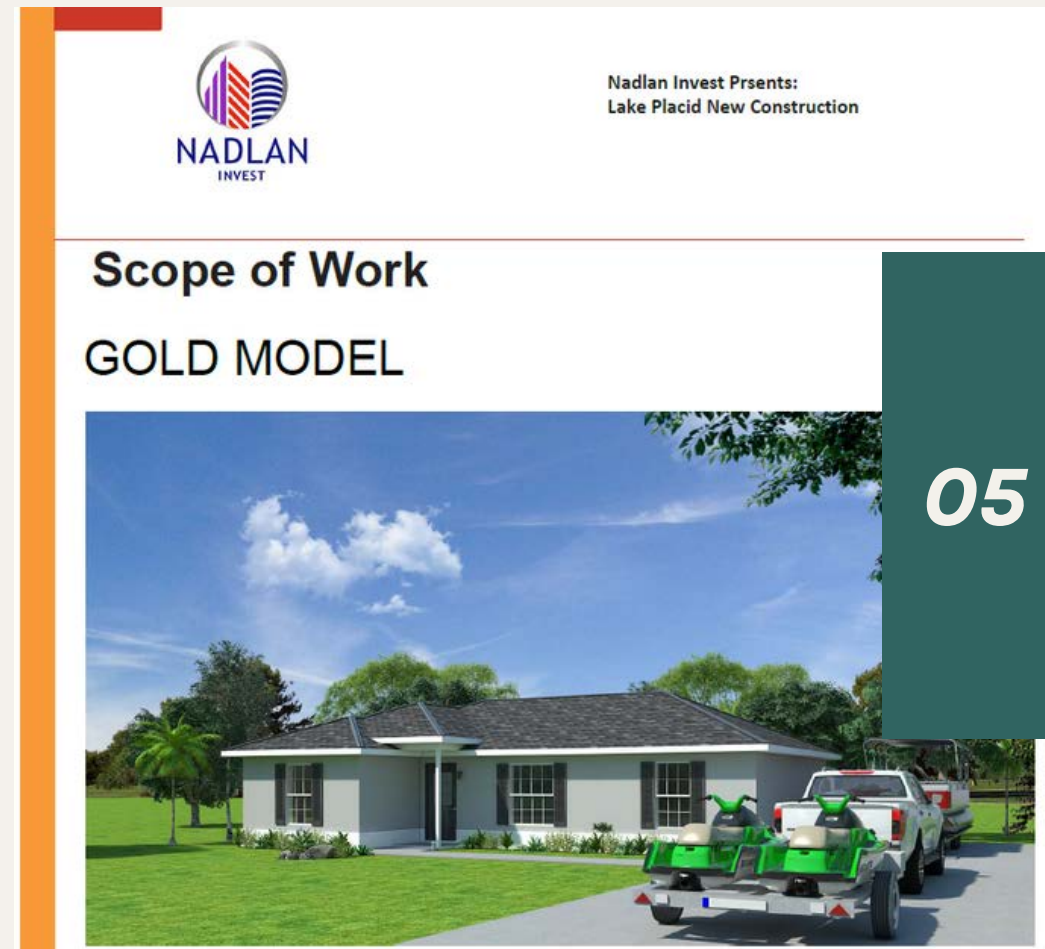 NADLAN
INVEST
Nadlan Invest Prsents:
Lake Placid New Construction
Scope of Work
GOLD MODEL
05